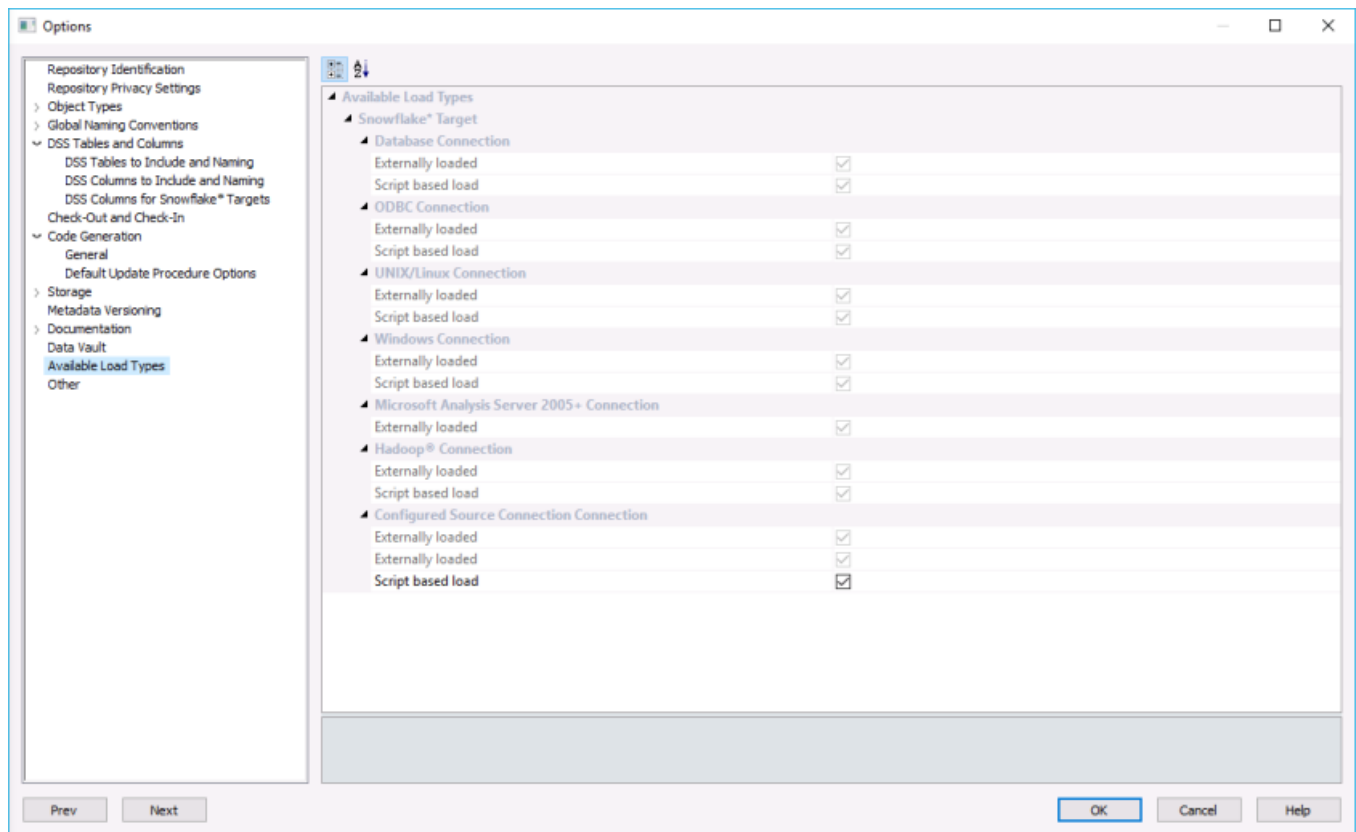 Options
Repository Identification
Repository Privacy Settings
Object Types
Global Naming Conventions
DSS Tables and Columns
DSS Tables to Include and Naming
DSS Columns to Include and Naming
DSS Columns for Snowflake* Targets
Check-Out and Check-In
Code Generation
General
Default Update Procedure Options
Storage
Metadata Versioning
Documentation
Data Vault
Available Load Types
Other
Available Load Types
Snowflake* Target
Database Connection
Externally loaded
Script based load
ODBC Connection
Externally loaded
Script based load
UNIX/Linux Connection
Externally loaded
Script based load
Windows Connection
Externally loaded
Script based load
Microsoft Analysis Server 2005+ Connection
Externally loaded
Hadoop® Connection
Externally loaded
Script based load
Configured Source Connection Connection
Externally loaded
Externally loaded
Script based load
Prev Next OK Cancel Help